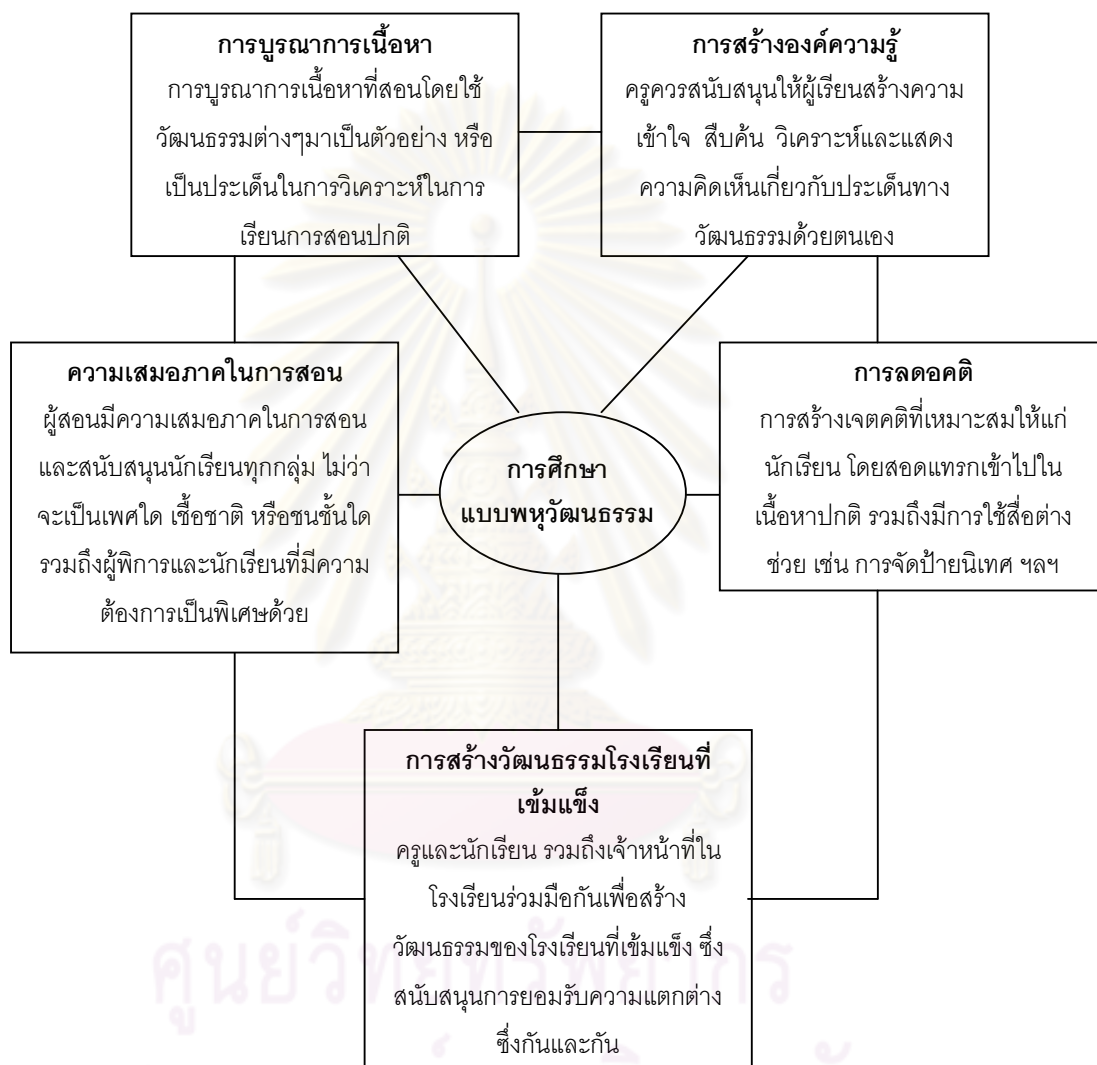 การบูรณาการเนื้อหา
การบูรณาการเนื้อหาที่สอนโดยใช้
วัฒนธรรมต่างๆมาเป็นตัวอย่าง หรือ
เป็นประเด็นในการวิเคราะห์ในการ
เรียนการสอนปกติ
การสร้างองค์ความรู้
ครูควรสนับสนุนให้ผู้เรียนสร้างความ
เข้าใจ สืบค้น วิเคราะห์และแสดง
ความคิดเห็นเกี่ยวกับประเด็นทาง
วัฒนธรรมด้วยตนเอง
ความเสมอภาคในการสอน
ผู้สอนมีความเสมอภาคในการสอน
และสนับสนุนนักเรียนทุกกลุ่ม ไม่ว่า
จะเป็นเพศใด เชื้อชาติ หรือชนชั้นใด
รวมถึงผู้พิการและนักเรียนที่มีความ
ต้องการเป็นพิเศษด้วย
การศึกษา
แบบพหุวัฒนธรรม
การลดอคติ
การสร้างเจตคติที่เหมาะสมให้แก่
นักเรียน โดยสอดแทรกเข้าไปใน
เนื้อหาปกติ รวมถึงมีการใช้สื่อต่าง
ช่วย เช่น การจัดป้ายนิเทศ ฯลฯ
การสร้างวัฒนธรรมโรงเรียนที่
เข้มแข็ง
ครูและนักเรียน รวมถึงเจ้าหน้าที่ใน
โรงเรียนร่วมมือกันเพื่อสร้าง
วัฒนธรรมของโรงเรียนที่เข้มแข็ง ซึ่ง
สนับสนุนการยอมรับความแตกต่าง
ซึ่งกันและกัน
ศูนย์วิทยทรัพยากร